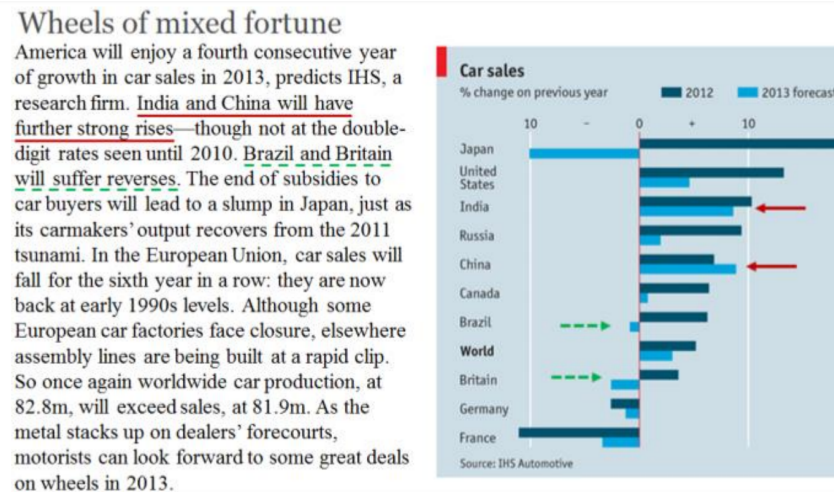 Wheels of mixed fortune
America will enjoy a fourth consecutive year
of growth in car sales in 2013, predicts IHS, a
research firm. India and China will have
further strong rises—though not at the double-
digit rates seen until 2010. Brazil and Britain
will suffer reverses. The end of subsidies to
car buyers will lead to a slump in Japan, just as
its carmakers' output recovers from the 2011
tsunami. In the European Union, car sales will
fall for the sixth year in a row: they are now
back at early 1990s levels. Although some
European car factories face closure, elsewhere
assembly lines are being built at a rapid clip.
So once again worldwide car production, at
82.8m, will exceed sales, at 81.9m. As the
metal stacks up on dealers' forecourts,
motorists can look forward to some great deals
on wheels in 2013.
Car sales
% change on previous year
2012
2013 forecast
10 - 0 + 10
Japan
United
States
India
Russia
China
Canada
Brazil
World
Britain
Germany
France
Source: IHS Automotive